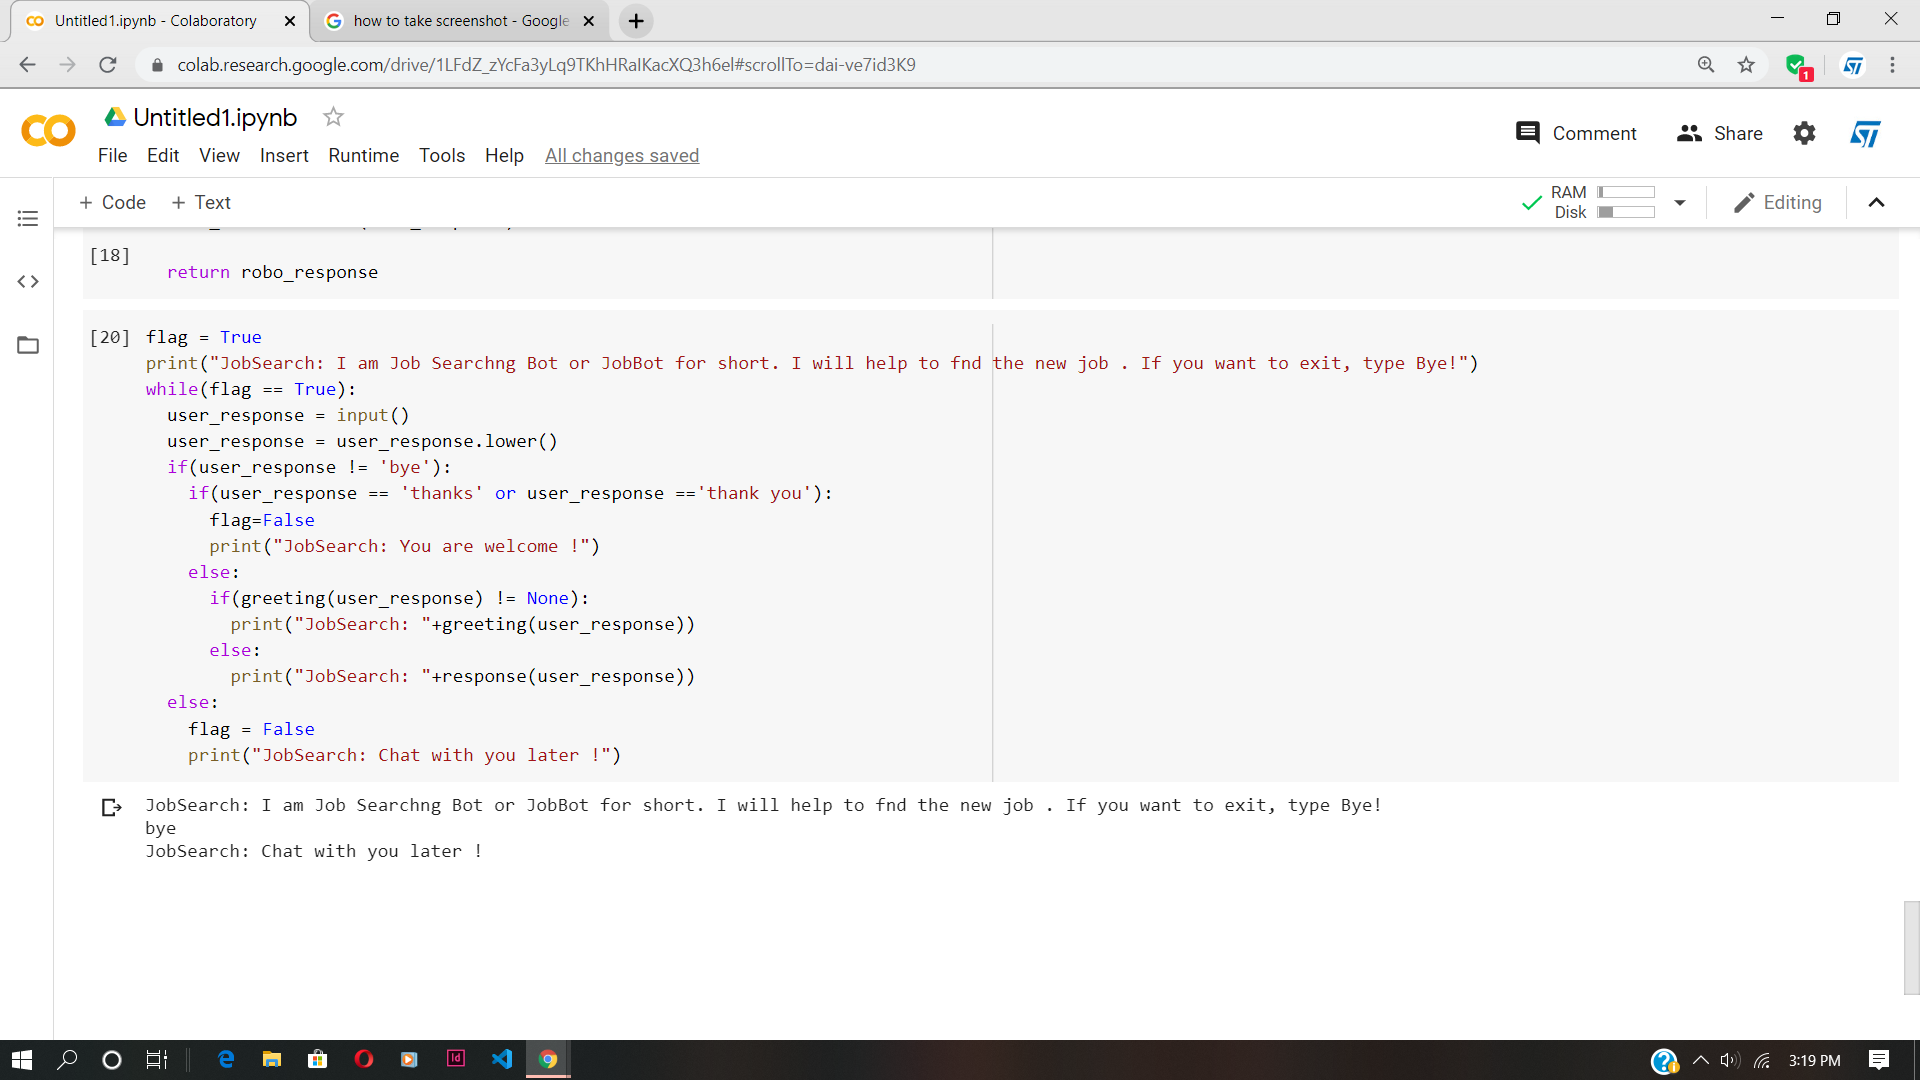 Untitled1.ipynb - Colaboratory
how to take screenshot - Google
colab.research.google.com/drive/1LFdZ_zYcFa3yLq9TKhHRaIKacXQ3h6el#scrollTo=dai-ve7id3K9
1
Untitled1.ipynb
File Edit View Insert Runtime Tools Help All changes saved
Comment Share
+ Code + Text
RAM
Disk
Editing
[18]
return robo_response
[20] flag = True
print("JobSearch: I am Job Searchng Bot or JobBot for short. I will help to fnd the new job . If you want to exit, type Bye!")
while(flag == True):
user_response = input()
user_response = user_response.lower()
if(user_response != 'bye'):
if(user_response == 'thanks' or user_response =='thank you'):
flag=False
print("JobSearch: You are welcome !")
else:
if(greeting(user_response) != None):
print("JobSearch: "+greeting(user_response))
else:
print("JobSearch: "+response(user_response))
else:
flag = False
print("JobSearch: Chat with you later !")
JobSearch: I am Job Searchng Bot or JobBot for short. I will help to fnd the new job . If you want to exit, type Bye!
bye
JobSearch: Chat with you later !
Id
3:19 PM